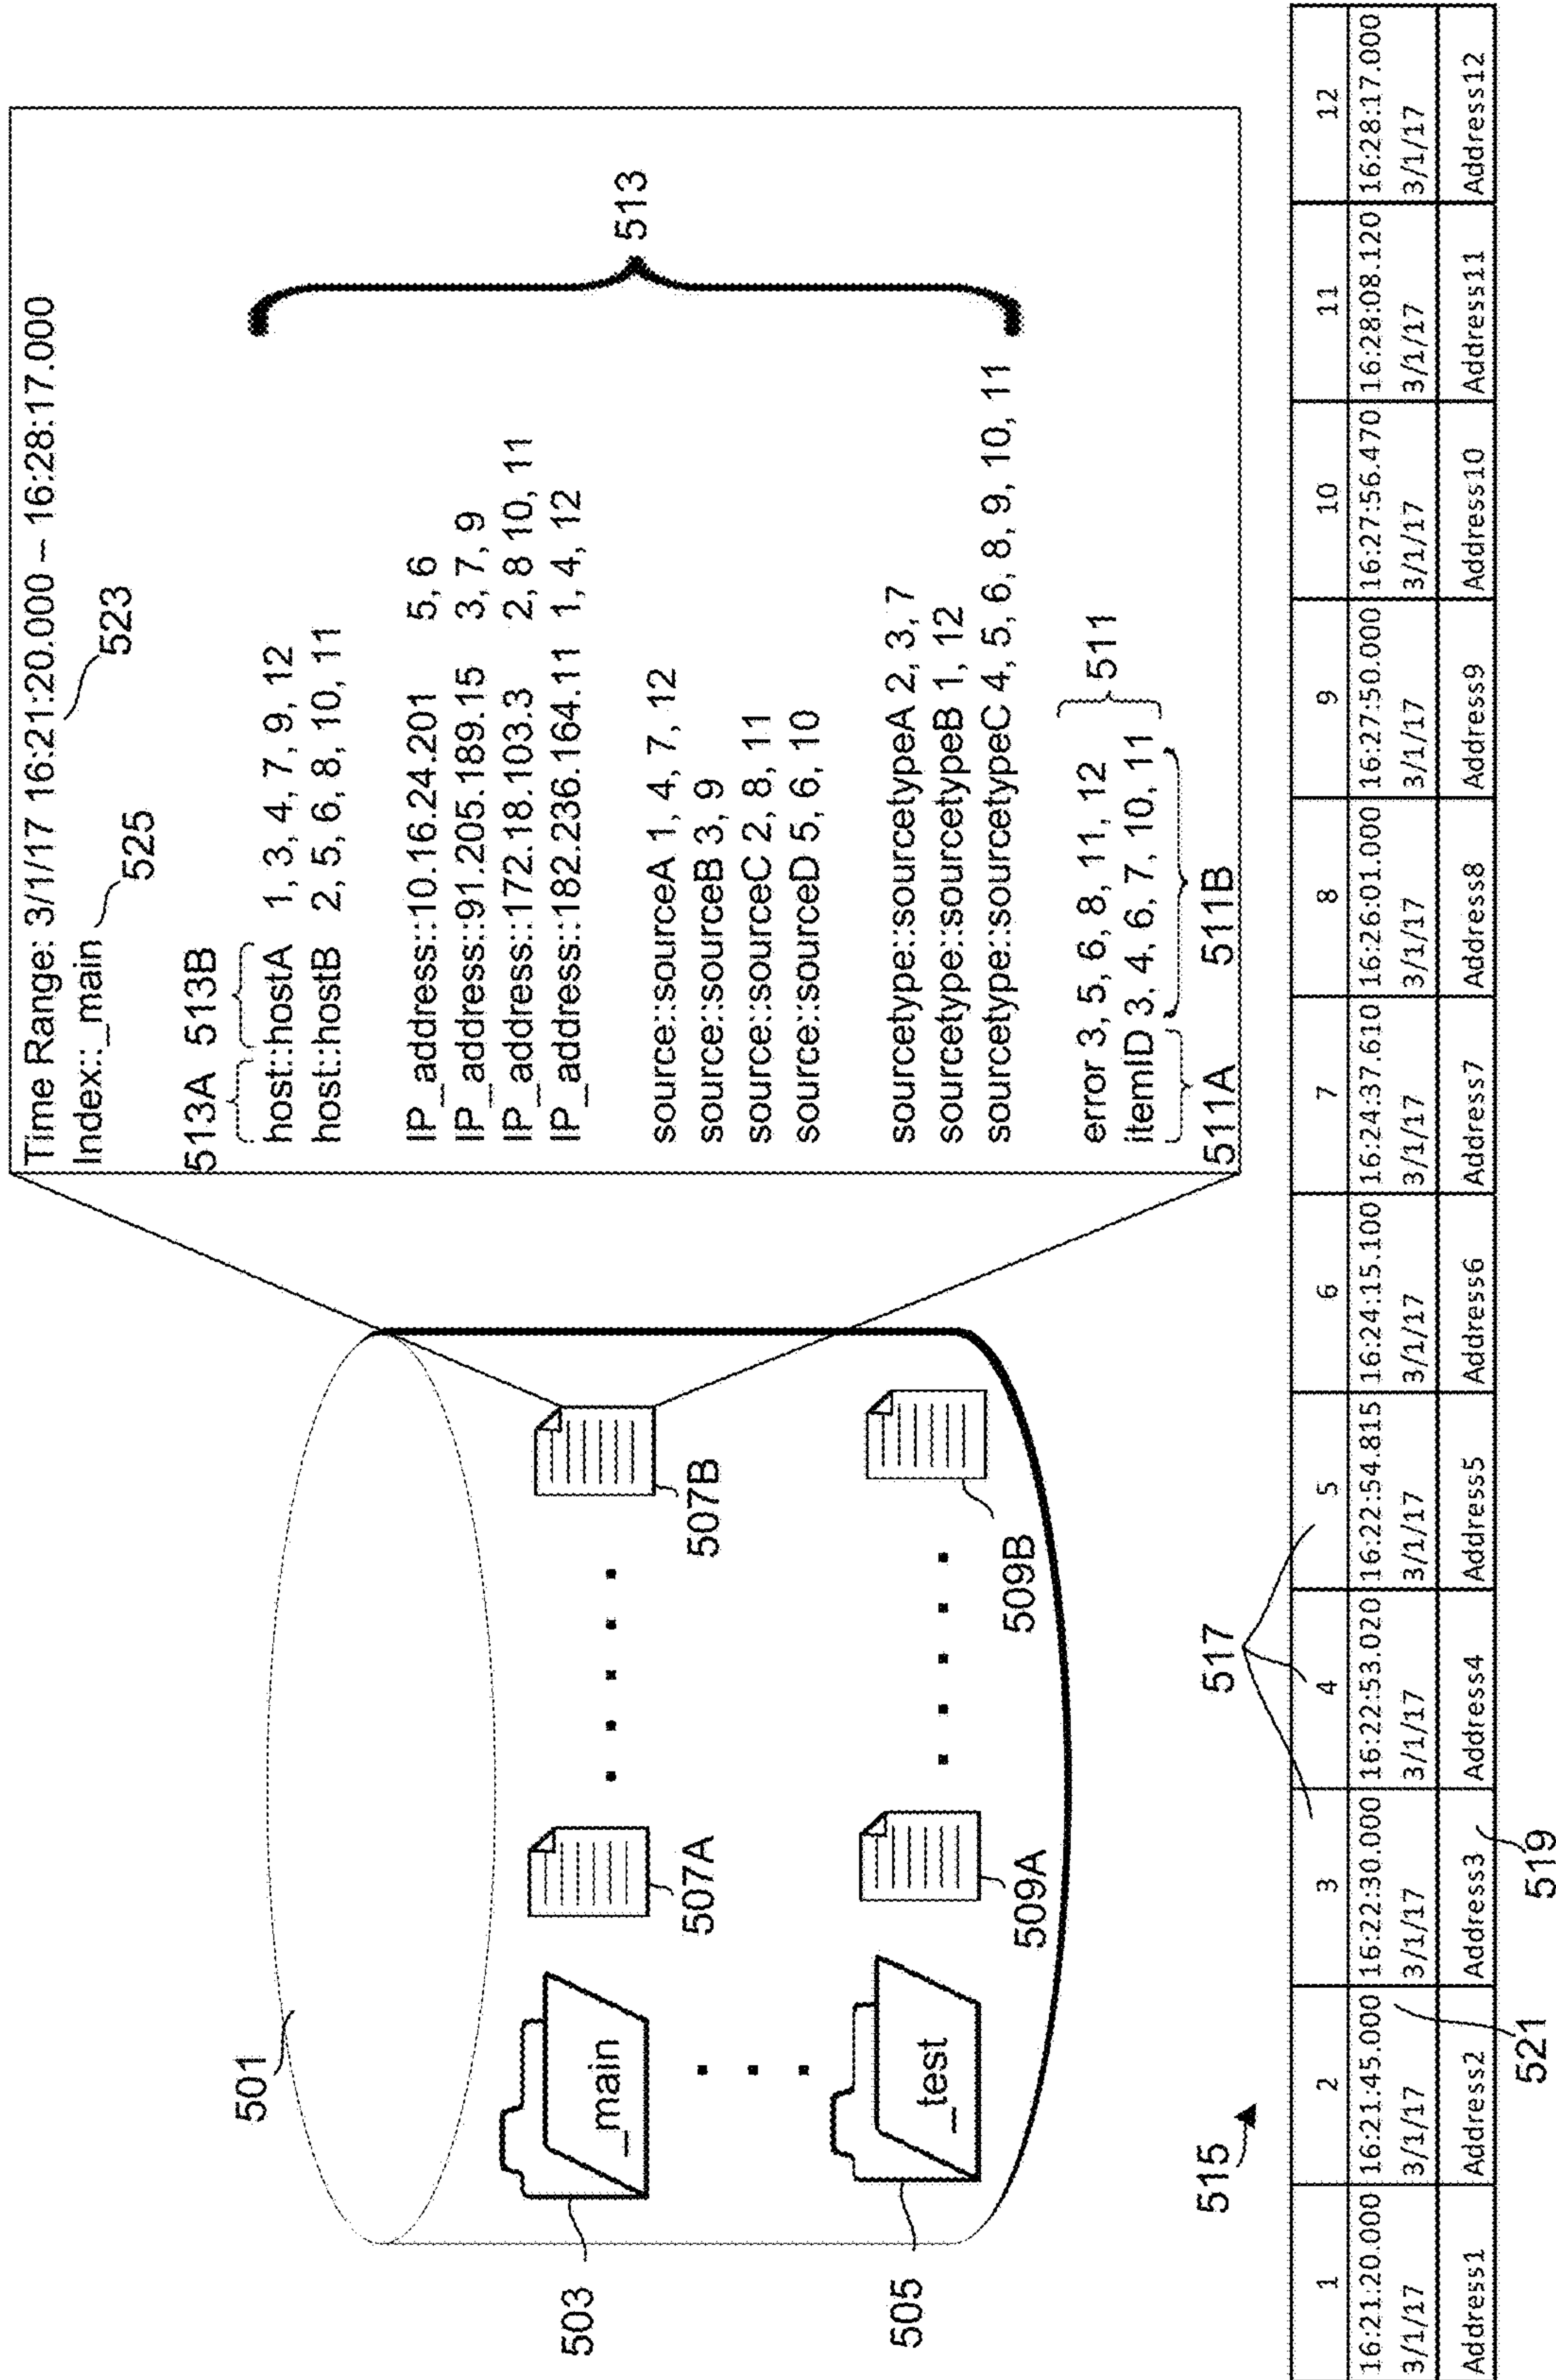 501
503
_main
505
_test
507A
507B
509A
509B
Time Range: 3/1/17 16:21:20.000 – 16:28:17.000
523
Index::_main
525
513A 513B
host::hostA 1, 3, 4, 7, 9, 12
host::hostB 2, 5, 6, 8, 10, 11
IP_address::10.16.24.201 5, 6
IP_address::91.205.189.15 3, 7, 9
IP_address::172.18.103.3 2, 8 10, 11
IP_address::182.236.164.11 1, 4, 12
513
source::sourceA 1, 4, 7, 12
source::sourceB 3, 9
source::sourceC 2, 8, 11
source::sourceD 5, 6, 10
sourcetype::sourcetypeA 2, 3, 7
sourcetype::sourcetypeB 1, 12
sourcetype::sourcetypeC 4, 5, 6, 8, 9, 10, 11
error 3, 5, 6, 8, 11, 12
itemID 3, 4, 6, 7, 10, 11
511
511A 511B
515
517
1 2 3 4 5 6 7 8 9 10 11 12
16:21:20.000 16:21:45.000 16:22:30.000 16:22:53.020 16:22:54.815 16:24:15.100 16:24:37.610 16:26:01.000 16:27:50.000 16:27:56.470 16:28:08.120 16:28:17.000
3/1/17 3/1/17 3/1/17 3/1/17 3/1/17 3/1/17 3/1/17 3/1/17 3/1/17 3/1/17 3/1/17 3/1/17
Address1 Address2 Address3 Address4 Address5 Address6 Address7 Address8 Address9 Address10 Address11 Address12
521
519